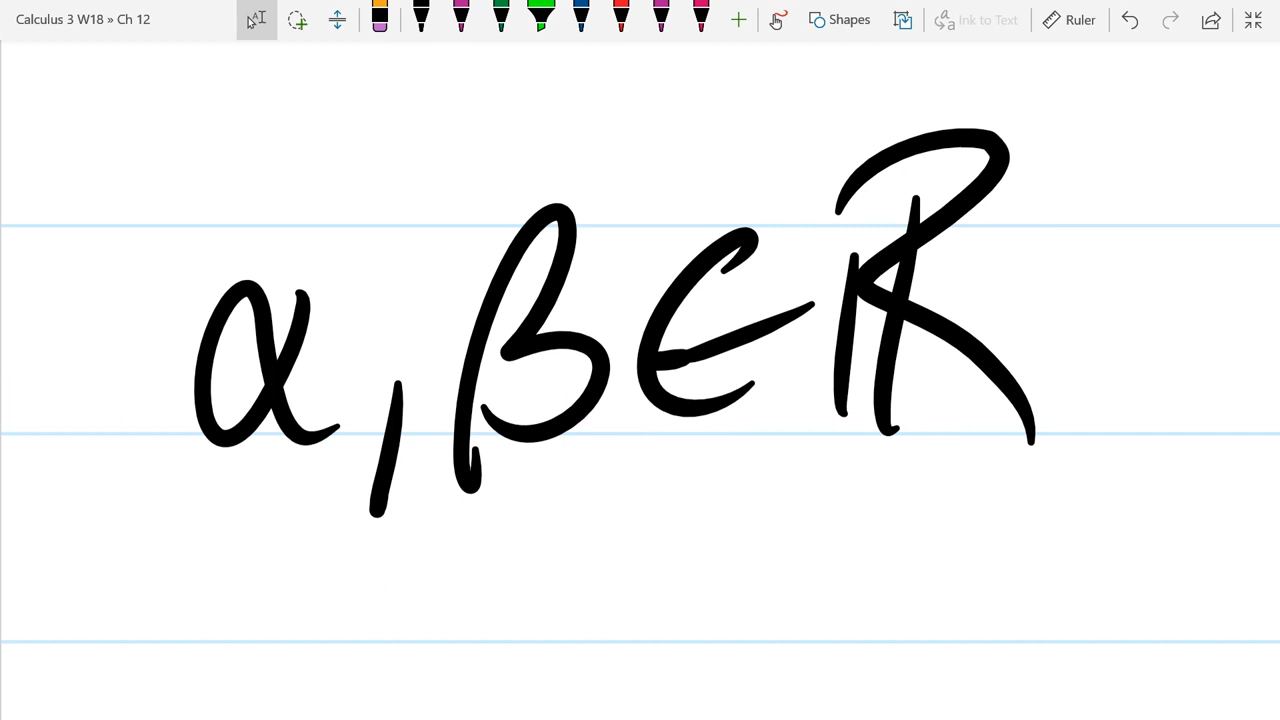 Calculus 3 W18 » Ch 12
Shapes
Ink to Text
Ruler
α, β ∈ ℝ